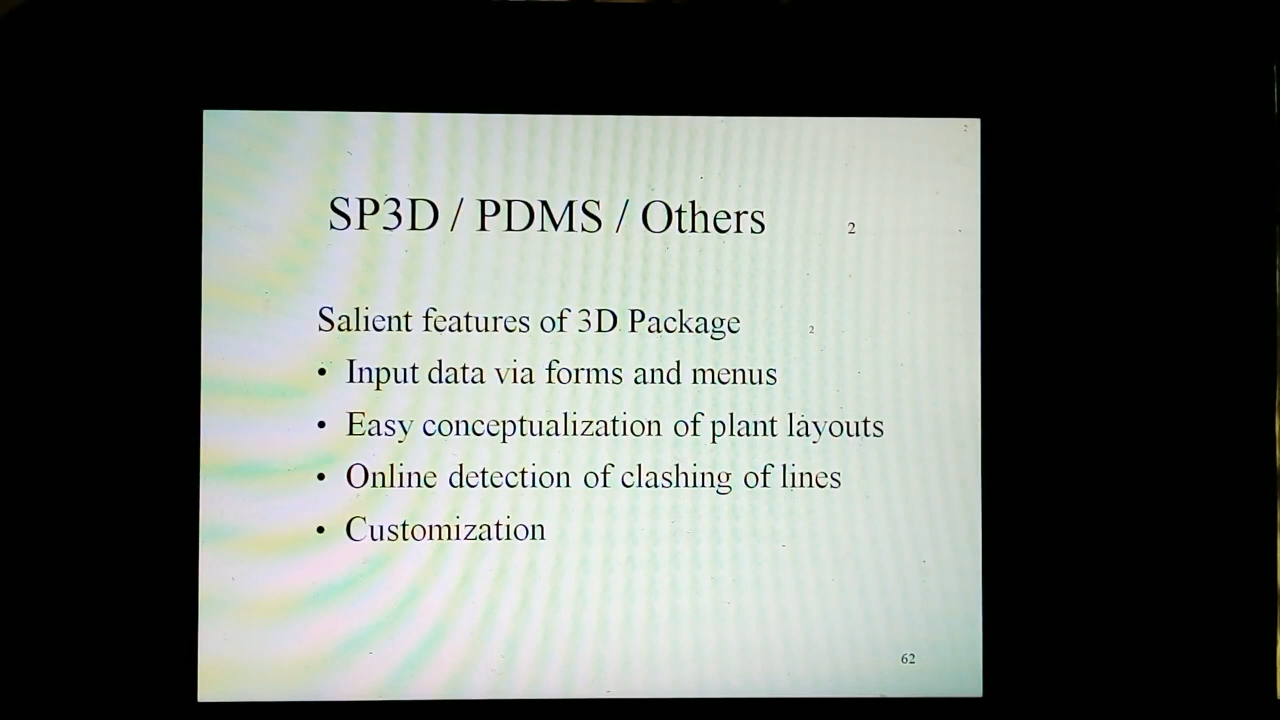 2
SP3D / PDMS / Others 2
Salient features of 3D Package 2
• Input data via forms and menus
• Easy conceptualization of plant layouts
• Online detection of clashing of lines
• Customization
62